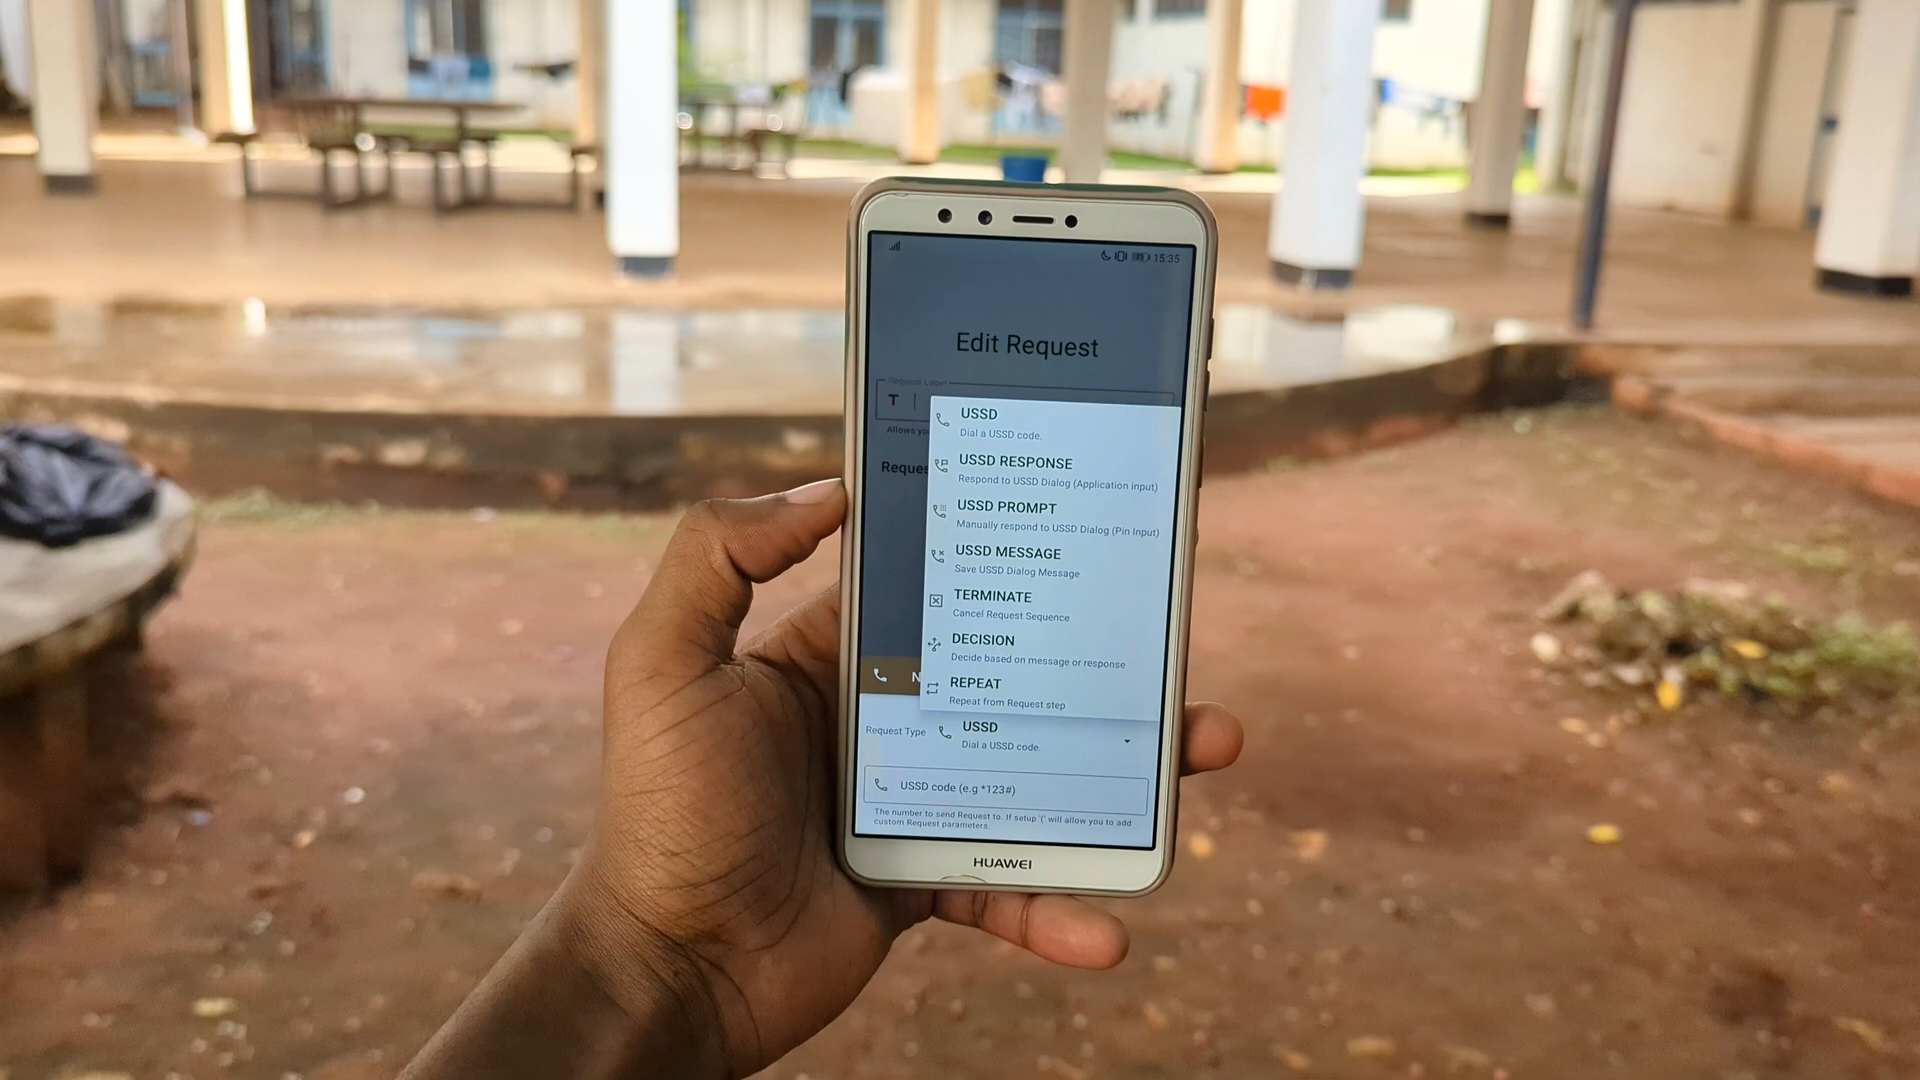 15:35
Edit Request
Request Label
T
Allows yo
Reques
USSD
Dial a USSD code.
USSD RESPONSE
Respond to USSD Dialog (Application input)
USSD PROMPT
Manually respond to USSD Dialog (Pin Input)
USSD MESSAGE
Save USSD Dialog Message
TERMINATE
Cancel Request Sequence
DECISION
Decide based on message or response
REPEAT
Repeat from Request step
N
Request Type
USSD
Dial a USSD code.
USSD code (e.g *123#)
The number to send Request to. If setup '(' will allow you to add
custom Request parameters.
HUAWEI